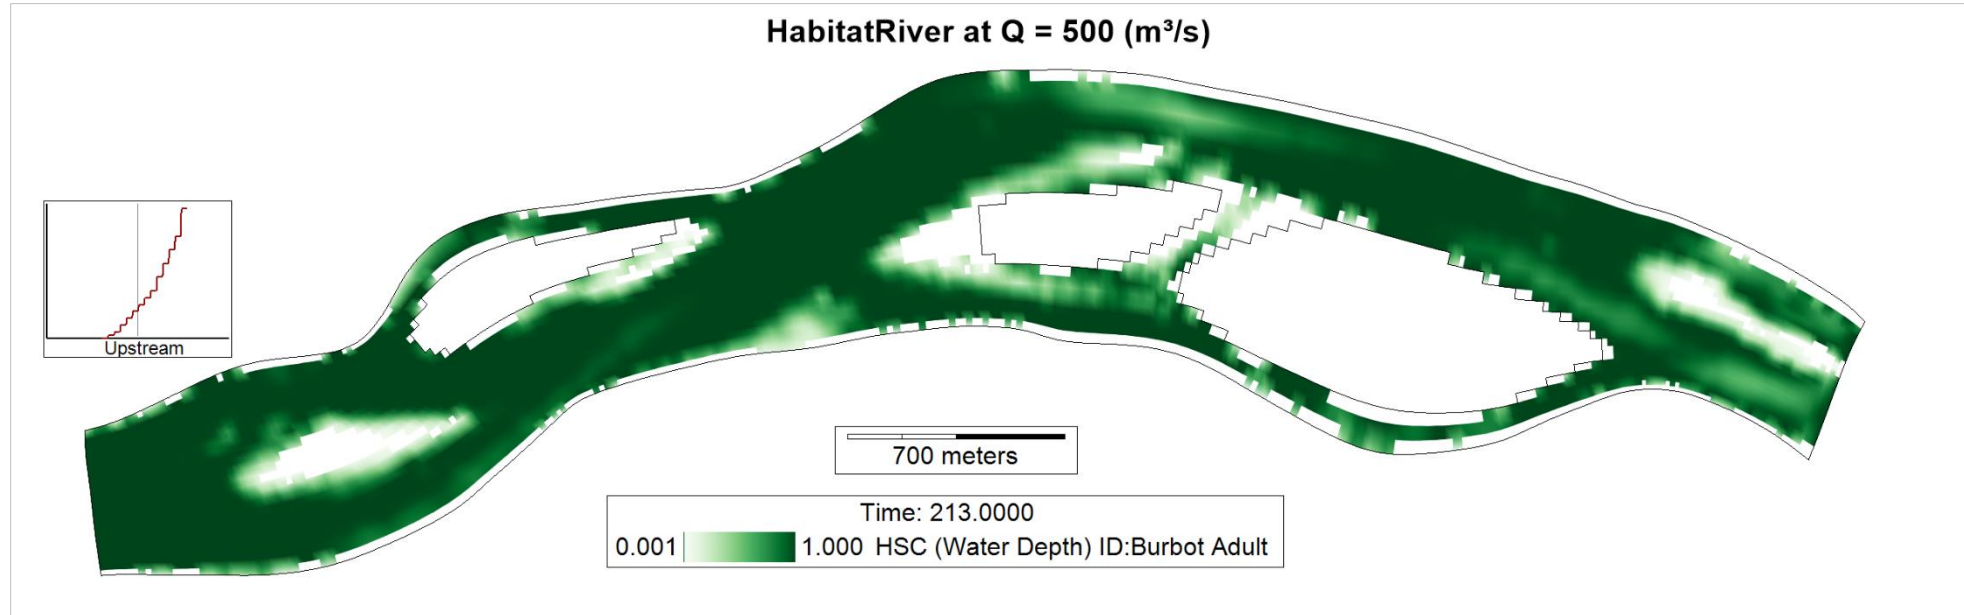 HabitatRiver at Q = 500 (m³/s)
Upstream
700 meters
Time: 213.0000
0.001 1.000 HSC (Water Depth) ID:Burbot Adult